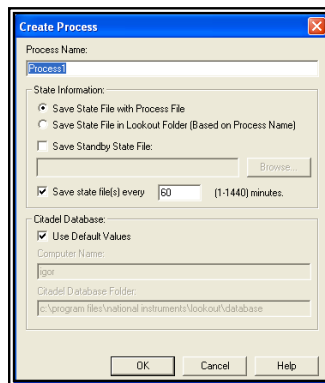 Create Process
Process Name:
Process1
State Information:
Save State File with Process File
Save State File in Lookout Folder (Based on Process Name)
Save Standby State File:
Browse...
Save state file(s) every 60 (1-1440) minutes.
Citadel Database:
Use Default Values
Computer Name:
igor
Citadel Database Folder:
c:\program files\national instruments\lookout\database
OK Cancel Help